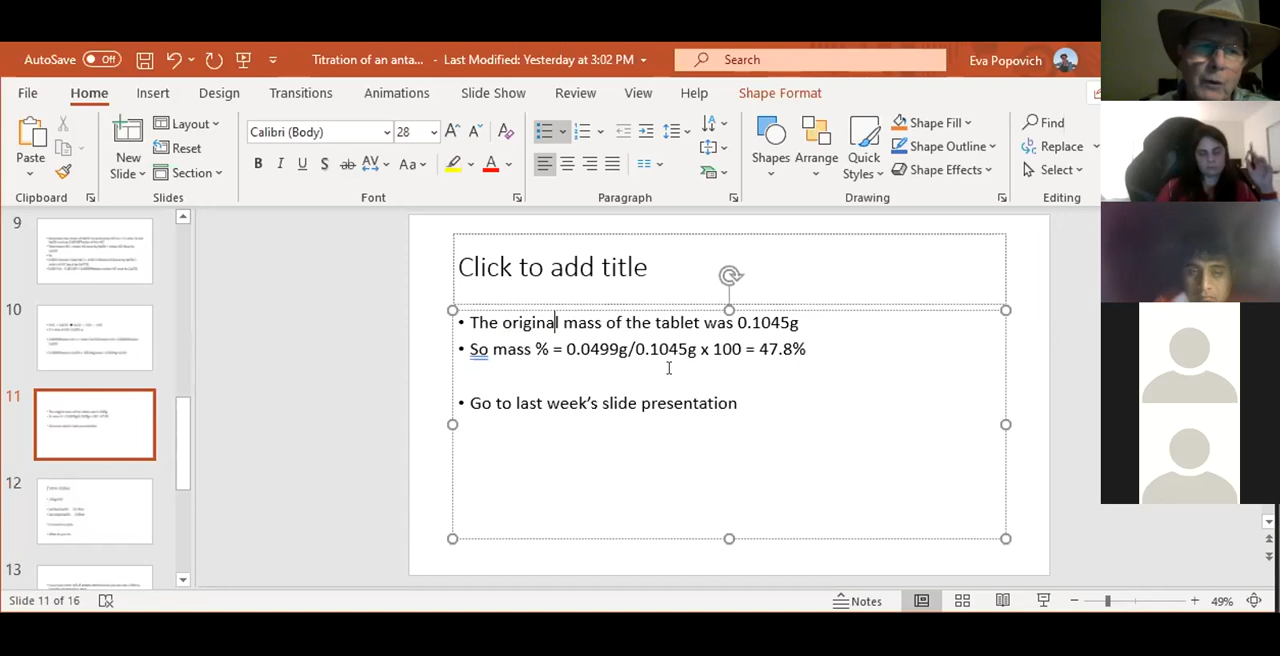 AutoSave Off Titration of an anta... - Last Modified: Yesterday at 3:02 PM Search Eva Popovich
File Home Insert Design Transitions Animations Slide Show Review View Help Shape Format
Paste
New Slide
Layout
Reset
Section
Calibri (Body) 28
B I U S ab AV Aa A
Shapes Arrange Quick Styles
Shape Fill
Shape Outline
Shape Effects
Find
Replace
Select
Clipboard Slides Font Paragraph Drawing Editing
9
10
11
12
13
Click to add title
• The original mass of the tablet was 0.1045g
• So mass % = 0.0499g/0.1045g x 100 = 47.8%
• Go to last week's slide presentation
Slide 11 of 16 Notes 49%